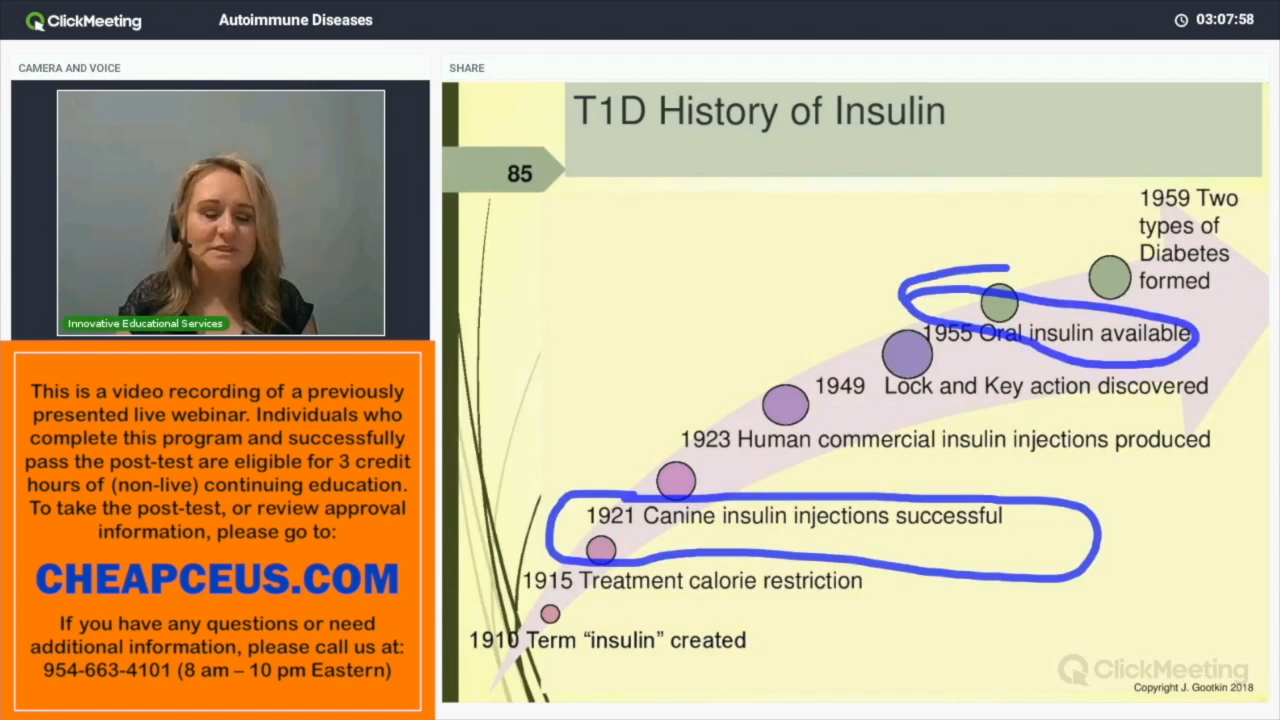 ClickMeeting
Autoimmune Diseases
03:07:58
CAMERA AND VOICE
SHARE
Innovative Educational Services
This is a video recording of a previously
presented live webinar. Individuals who
complete this program and successfully
pass the post-test are eligible for 3 credit
hours of (non-live) continuing education.
To take the post-test, or review approval
information, please go to:
CHEAPCEUS.COM
If you have any questions or need
additional information, please call us at:
954-663-4101 (8 am – 10 pm Eastern)
T1D History of Insulin
85
1959 Two
types of
Diabetes
formed
1955 Oral insulin available
1949 Lock and Key action discovered
1923 Human commercial insulin injections produced
1921 Canine insulin injections successful
1915 Treatment calorie restriction
1910 Term “insulin” created
ClickMeeting
Copyright J. Gootkin 2018